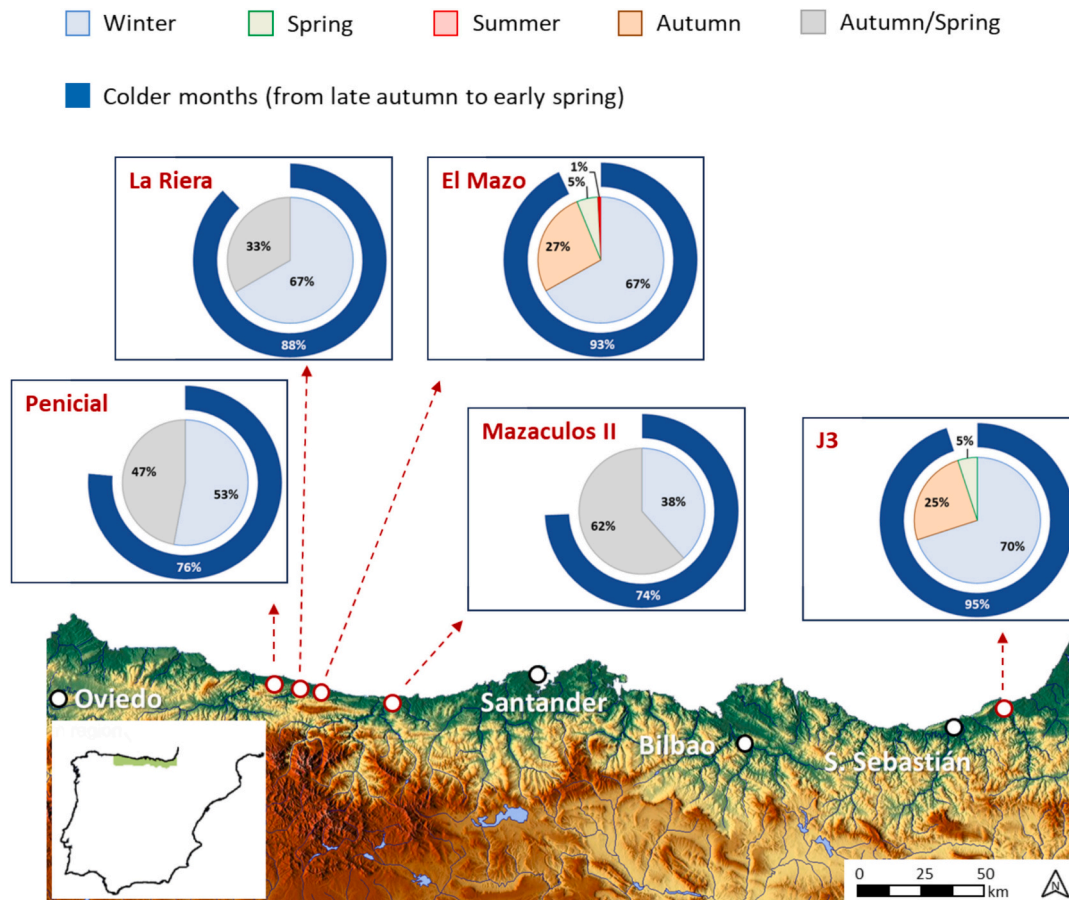 Winter Spring Summer Autumn Autumn/Spring
Colder months (from late autumn to early spring)
La Riera
33%
67%
88%
El Mazo
1%
5%
27%
67%
93%
Penicial
47%
53%
76%
Mazaculos II
38%
62%
74%
J3
5%
25%
70%
95%
Oviedo
Santander
Bilbao
S. Sebastián
region
0 25 50
km
N